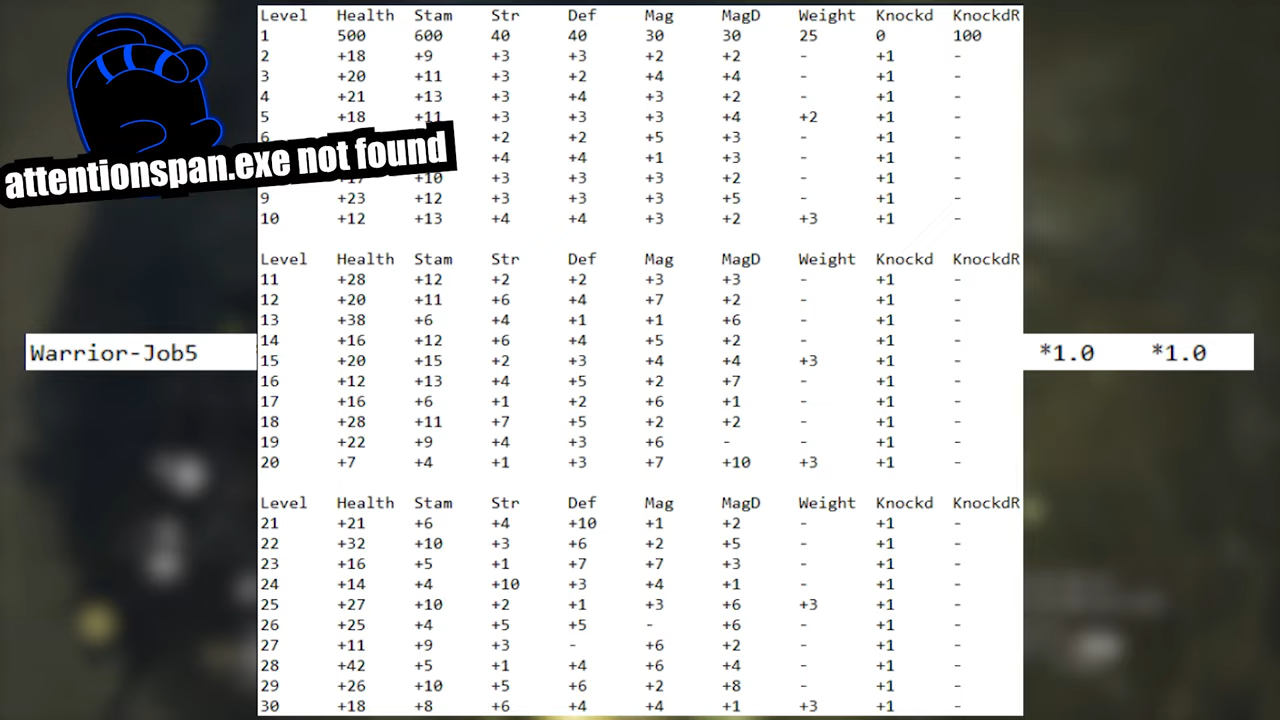 Level Health Stam Str Def Mag MagD Weight Knockd KnockdR
1 500 600 40 40 30 30 25 0 100
2 +18 +9 +3 +3 +2 +2 - +1 -
3 +20 +11 +3 +2 +4 +4 - +1 -
4 +21 +13 +3 +4 +3 +2 - +1 -
5 +18 +11 +3 +3 +3 +4 +2 +1 -
6 +2 +2 +5 +3 - +1 -
attentionspan.exe not found
+4 +4 +1 +3 - +1 -
+10 +3 +3 +3 +2 - +1 -
9 +23 +12 +3 +3 +3 +5 - +1 -
10 +12 +13 +4 +4 +3 +2 +3 +1 -
Level Health Stam Str Def Mag MagD Weight Knockd KnockdR
11 +28 +12 +2 +2 +3 +3 - +1 -
12 +20 +11 +6 +4 +7 +2 - +1 -
13 +38 +6 +4 +1 +1 +6 - +1 -
14 +16 +12 +6 +4 +5 +2 - +1 -
Warrior-Job5 *1.0 *1.0
15 +20 +15 +2 +3 +4 +4 +3 +1 -
16 +12 +13 +4 +5 +2 +7 - +1 -
17 +16 +6 +1 +2 +6 +1 - +1 -
18 +28 +11 +7 +5 +2 +2 - +1 -
19 +22 +9 +4 +3 +6 - - +1 -
20 +7 +4 +1 +3 +7 +10 +3 +1 -
Level Health Stam Str Def Mag MagD Weight Knockd KnockdR
21 +21 +6 +4 +10 +1 +2 - +1 -
22 +32 +10 +3 +6 +2 +5 - +1 -
23 +16 +5 +1 +7 +7 +3 - +1 -
24 +14 +4 +10 +3 +4 +1 - +1 -
25 +27 +10 +2 +1 +3 +6 +3 +1 -
26 +25 +4 +5 +5 - +6 - +1 -
27 +11 +9 +3 - +6 +2 - +1 -
28 +42 +5 +1 +4 +6 +4 - +1 -
29 +26 +10 +5 +6 +2 +8 - +1 -
30 +18 +8 +6 +4 +4 +1 +3 +1 -